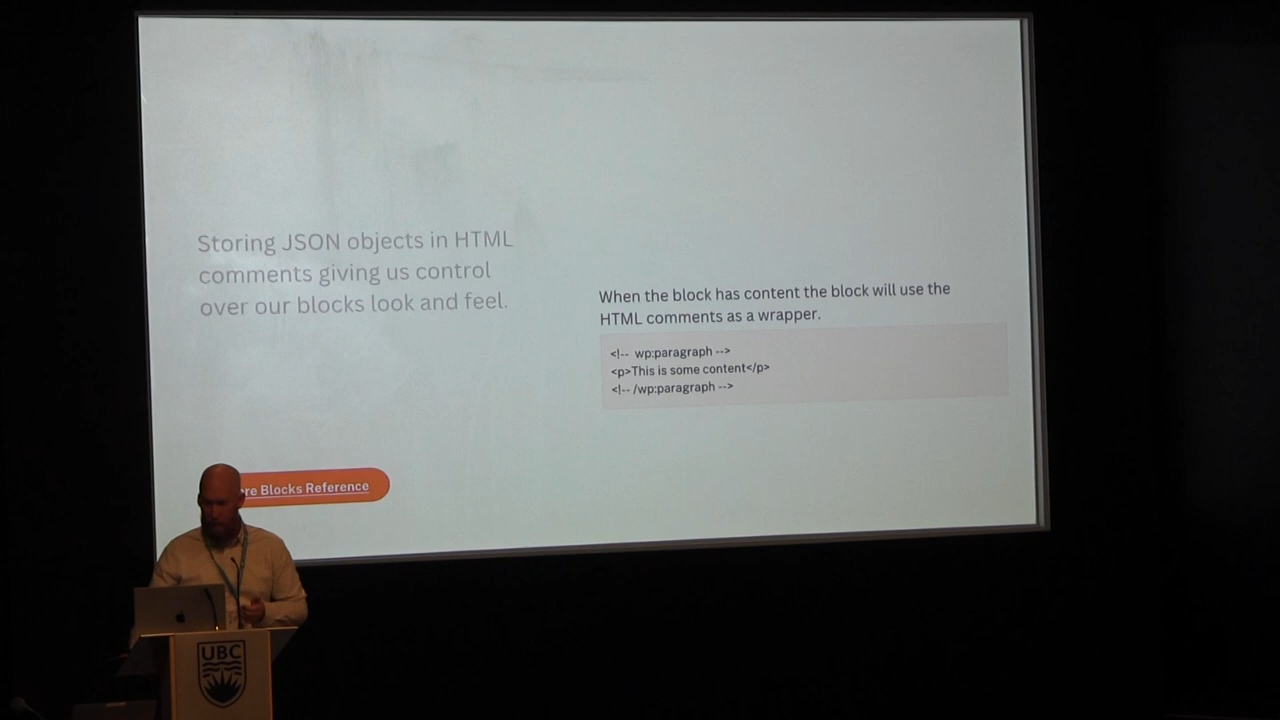 Storing JSON objects in HTML
comments giving us control
over our blocks look and feel.
When the block has content the block will use the
HTML comments as a wrapper.
<!-- wp:paragraph -->
<p>This is some content</p>
<!-- /wp:paragraph -->
Blocks Reference
UBC